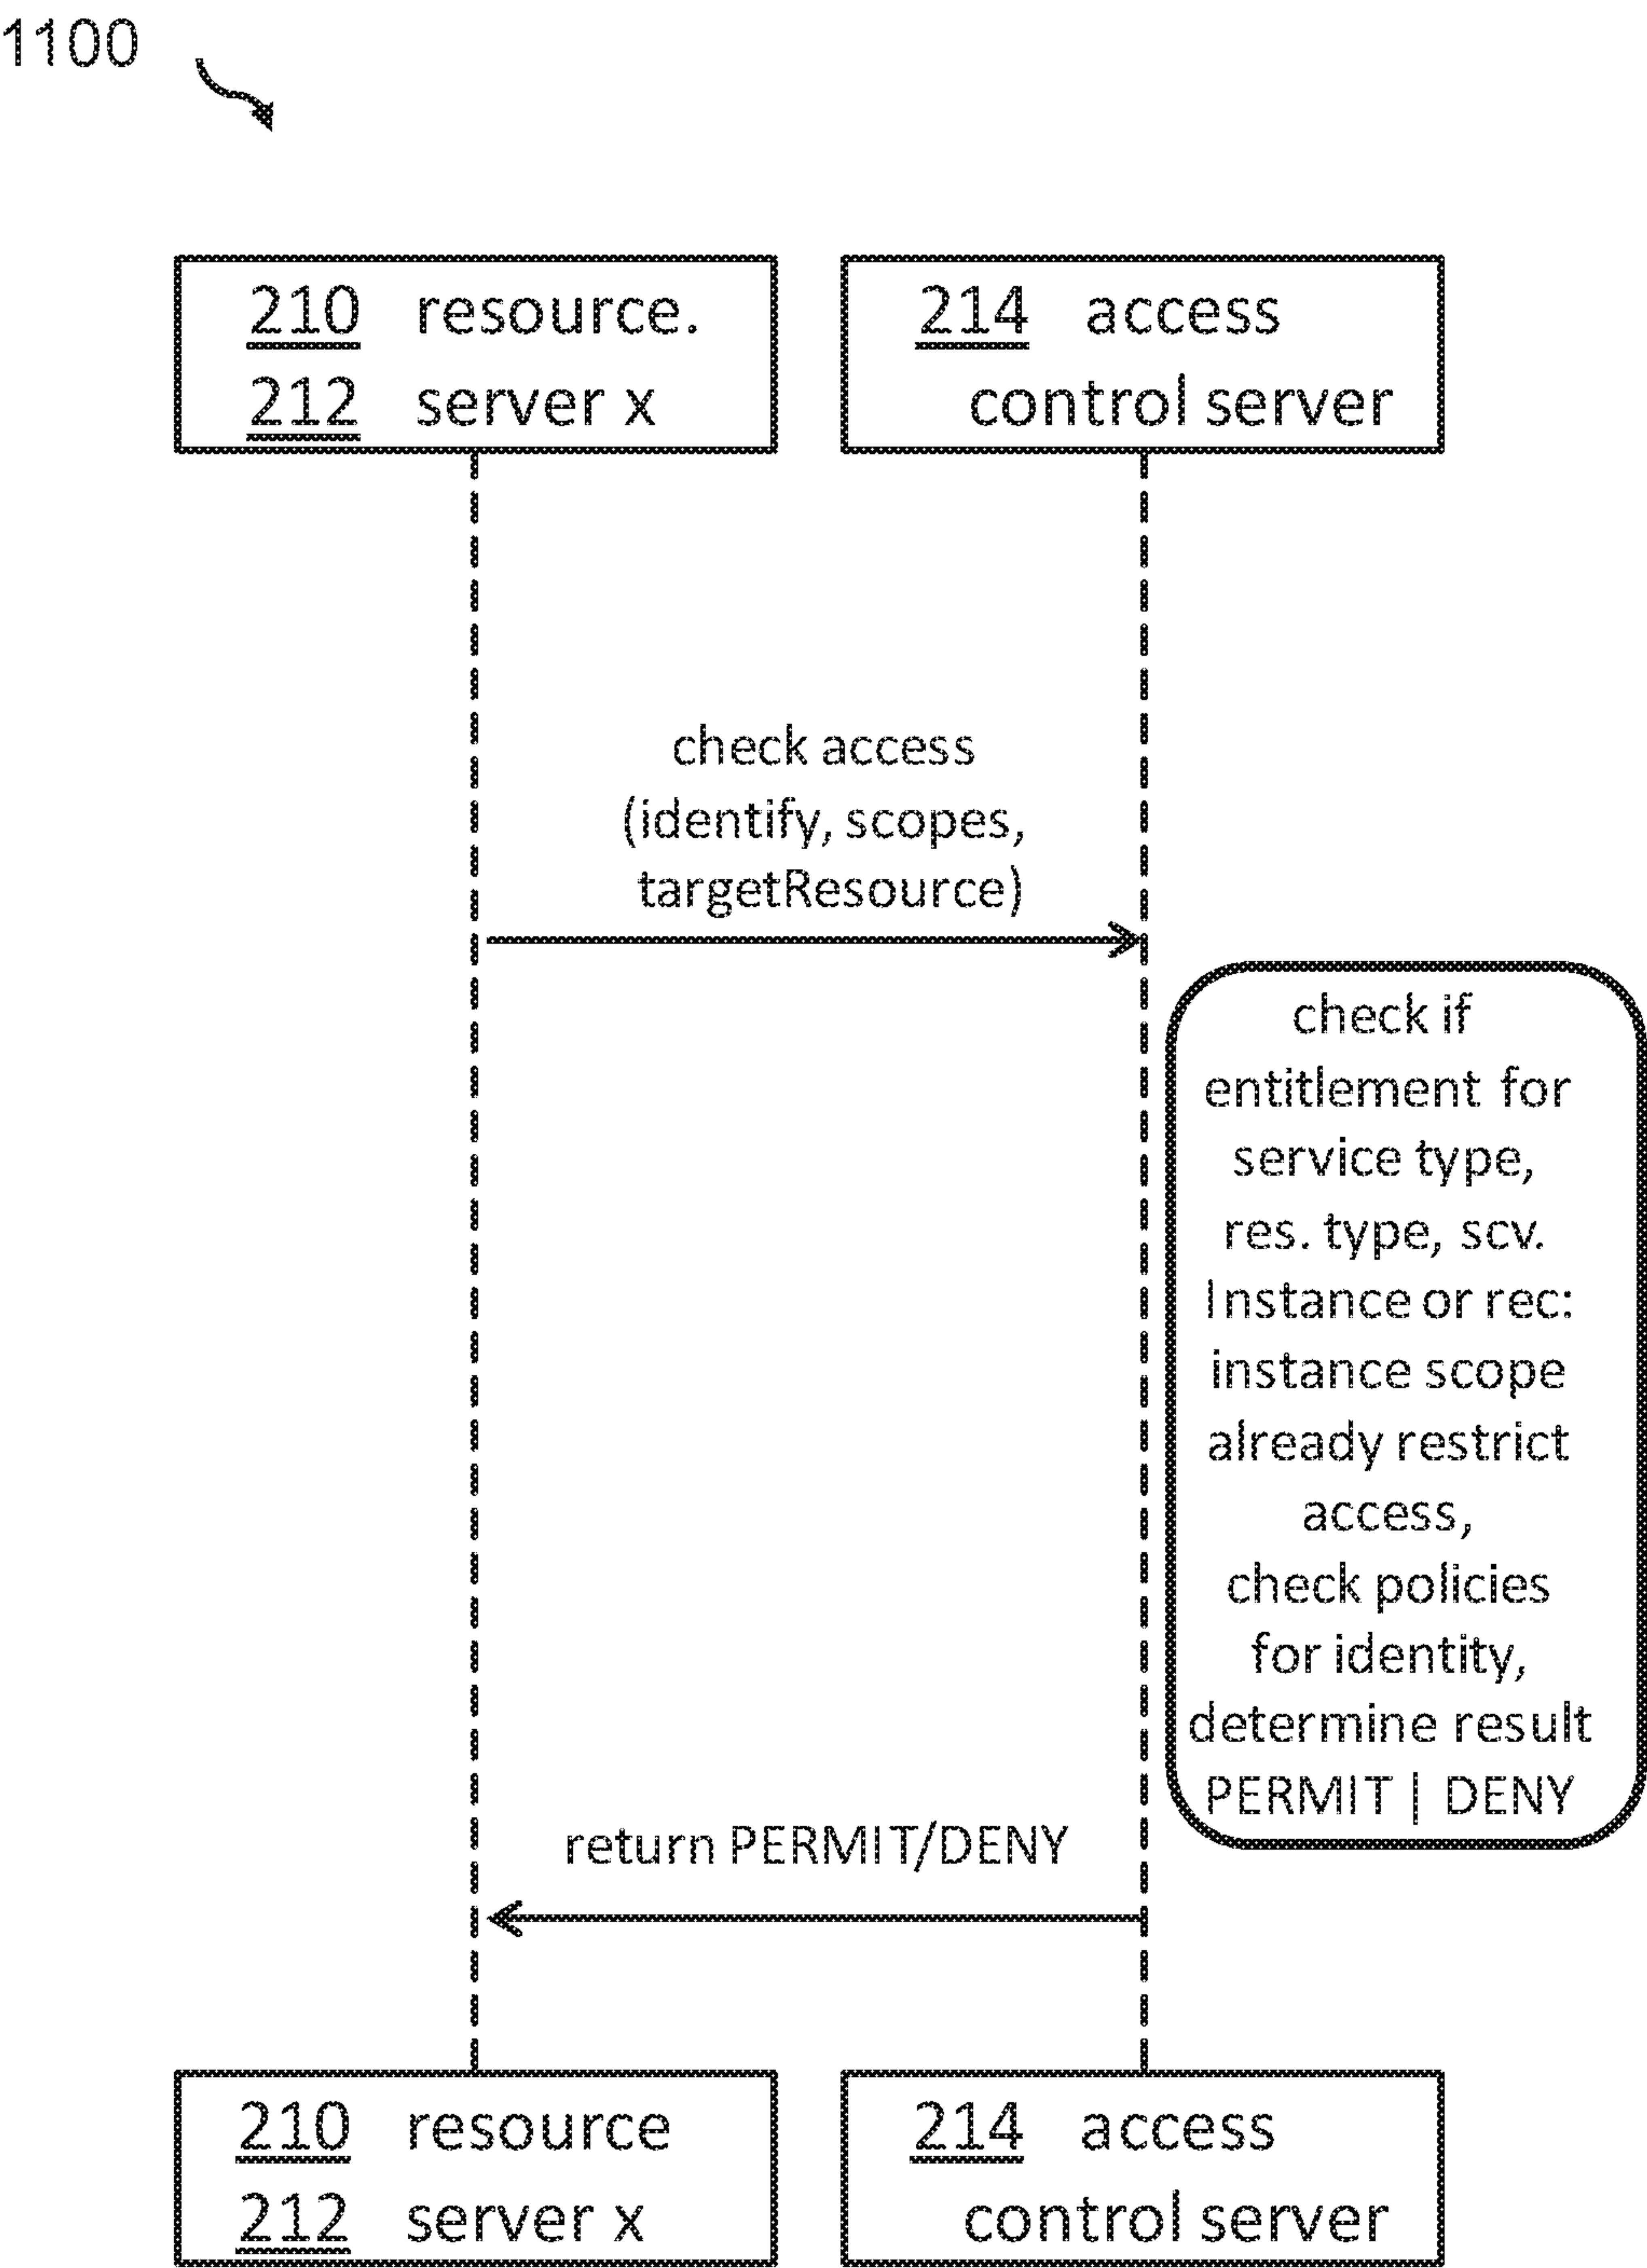 1100
210 resource.
212 server x
214 access
control server
check access
(identify, scopes,
targetResource)
check if
entitlement for
service type,
res. type, scv.
Instance or rec:
instance scope
already restrict
access,
check policies
for identity,
determine result
PERMIT | DENY
return PERMIT/DENY
210 resource
212 server x
214 access
control server